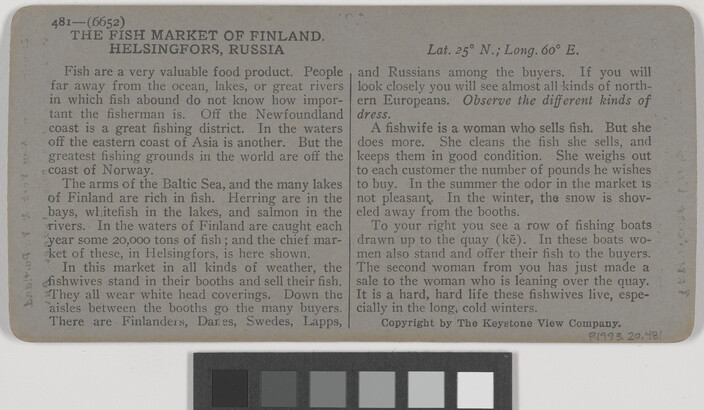 481—(6652)
THE FISH MARKET OF FINLAND.
HELSINGFORS, RUSSIA
Lat. 25° N.; Long. 60° E.
Fish are a very valuable food product. People
far away from the ocean, lakes, or great rivers
in which fish abound do not know how impor-
tant the fisherman is. Off the Newfoundland
coast is a great fishing district. In the waters
off the eastern coast of Asia is another. But the
greatest fishing grounds in the world are off the
coast of Norway.
The arms of the Baltic Sea, and the many lakes
of Finland are rich in fish. Herring are in the
bays, whitefish in the lakes, and salmon in the
rivers. In the waters of Finland are caught each
year some 20,000 tons of fish; and the chief mar-
ket of these, in Helsingfors, is here shown.
In this market in all kinds of weather, the
fishwives stand in their booths and sell their fish.
They all wear white head coverings. Down the
aisles between the booths go the many buyers.
There are Finlanders, Danes, Swedes, Lapps,
and Russians among the buyers. If you will
look closely you will see almost all kinds of north-
ern Europeans. Observe the different kinds of
dress.
A fishwife is a woman who sells fish. But she
does more. She cleans the fish she sells, and
keeps them in good condition. She weighs out
to each customer the number of pounds he wishes
to buy. In the summer the odor in the market is
not pleasant. In the winter, the snow is shov-
eled away from the booths.
To your right you see a row of fishing boats
drawn up to the quay (kē). In these boats wo-
men also stand and offer their fish to the buyers.
The second woman from you has just made a
sale to the woman who is leaning over the quay.
It is a hard, hard life these fishwives live, espe-
cially in the long, cold winters.
Copyright by The Keystone View Company.
P1993.20.481